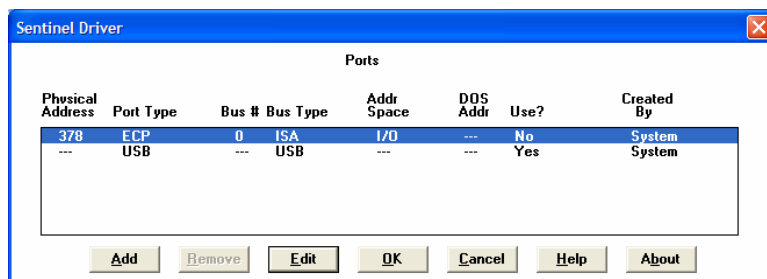 Sentinel Driver
Ports
Physical Address Port Type Bus # Bus Type Addr Space DOS Addr Use? Created By
378 ECP 0 ISA I/O --- No System
--- USB --- USB --- --- Yes System
Add Remove Edit OK Cancel Help About